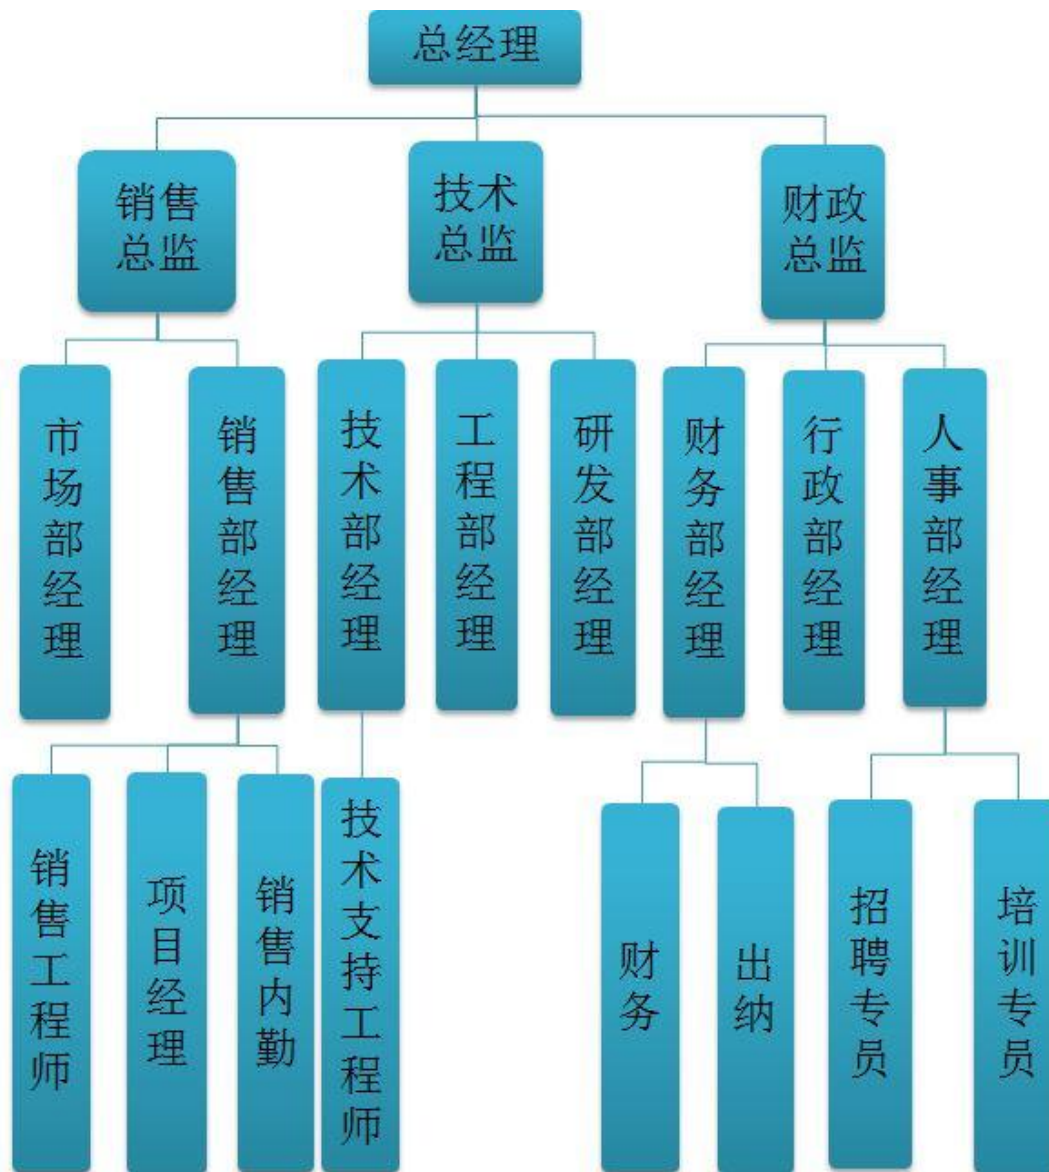 总经理
销售
总监
技术
总监
财政
总监
市场部经理
销售部经理
技术部经理
工程部经理
研发部经理
财务部经理
行政部经理
人事部经理
销售工程师
项目经理
销售内勤
技术支持工程师
财务
出纳
招聘专员
培训专员